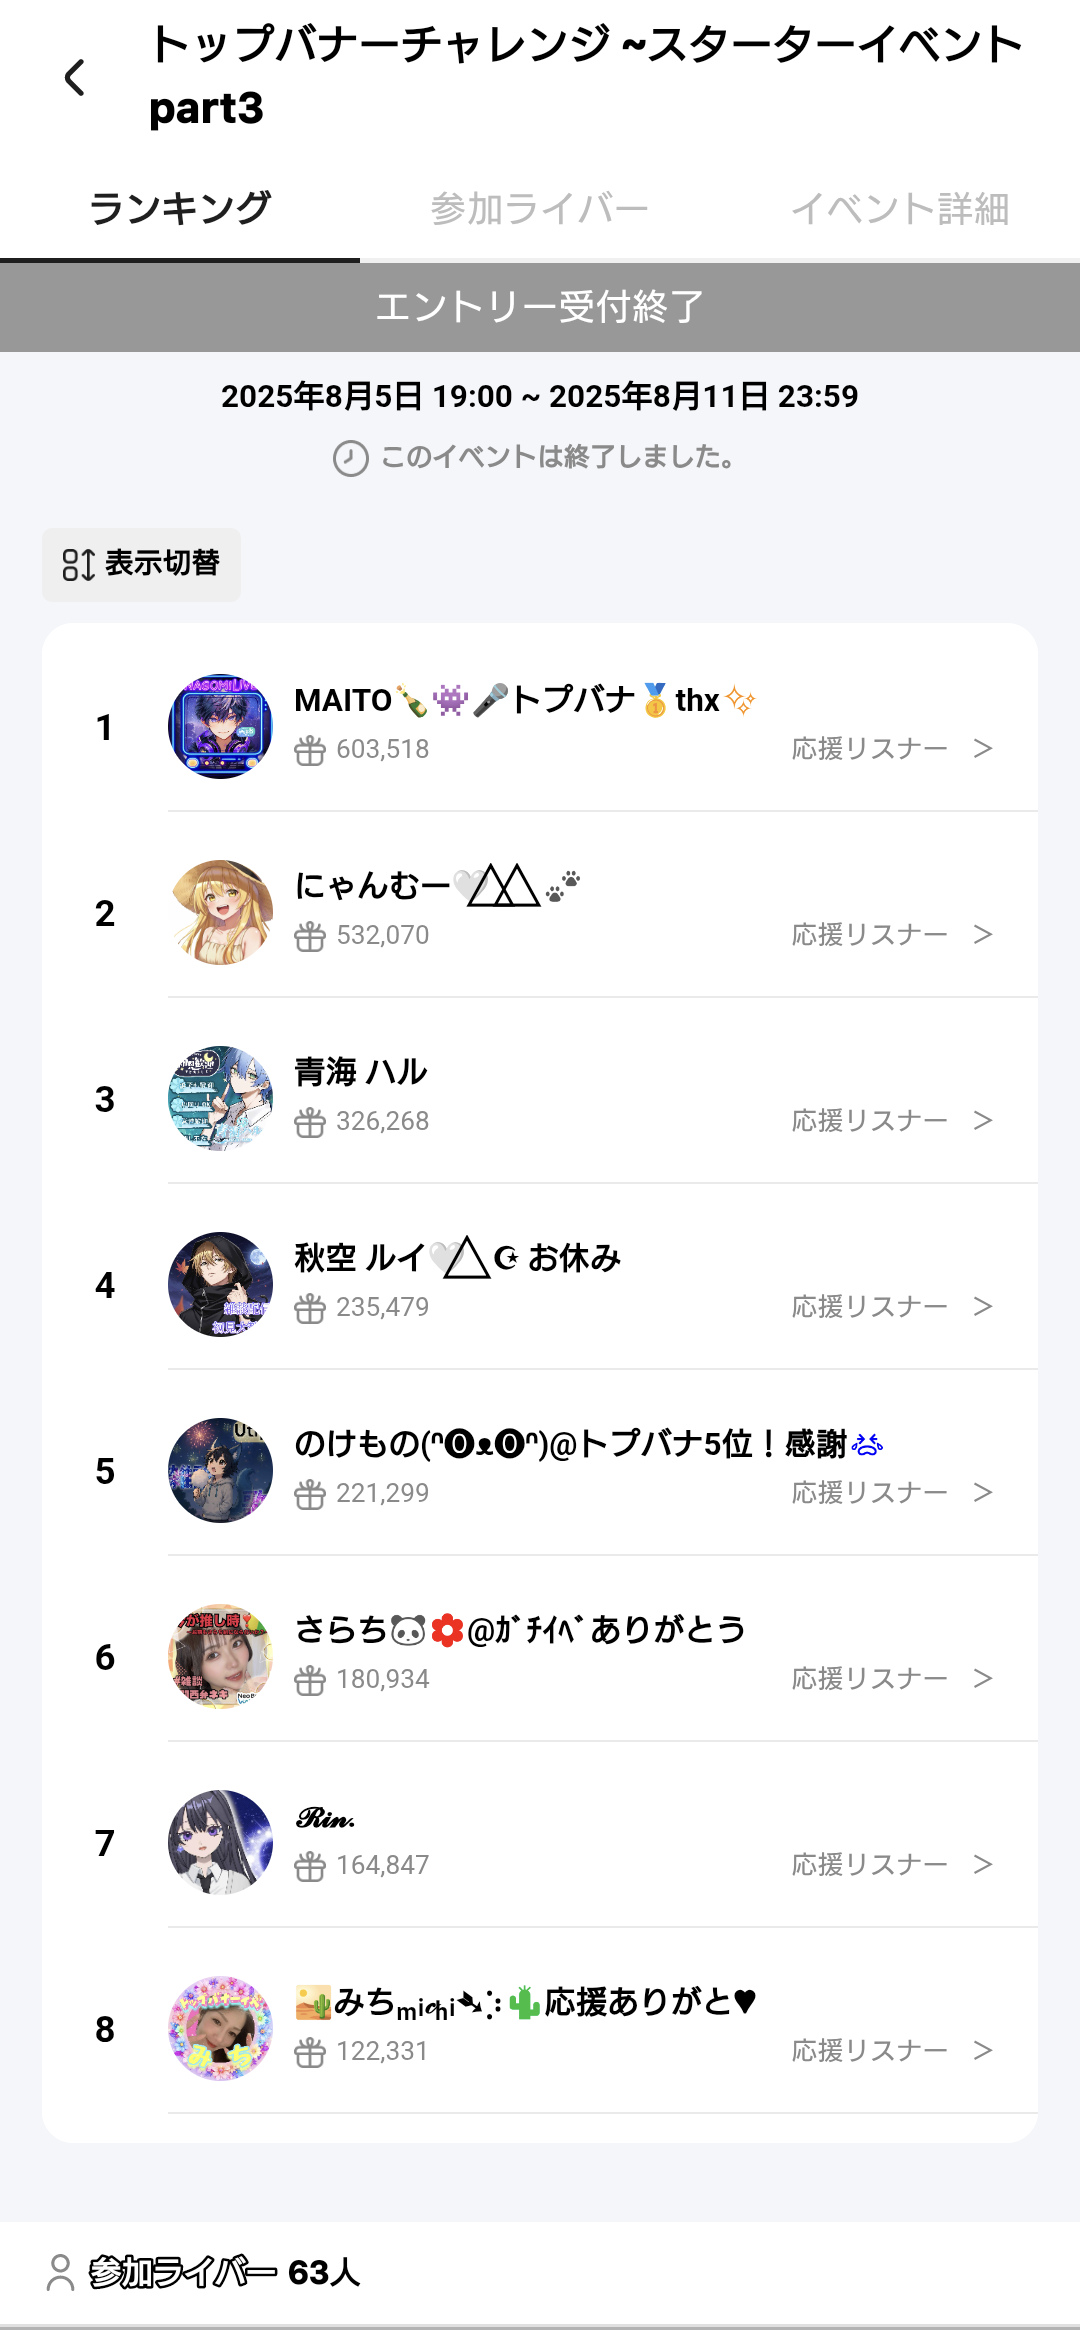 トップバナーチャレンジ ~スターターイベント
part3
ランキング 参加ライバー イベント詳細
エントリー受付終了
2025年8月5日 19:00 ~ 2025年8月11日 23:59
このイベントは終了しました。
表示切替
1
MAITO🍾👾🎤トプバナ🥇thx✨
603,518 応援リスナー >
2
にゃんむー🤍△△🐾
532,070 応援リスナー >
3
青海 ハル
326,268 応援リスナー >
4
秋空 ルイ🤍△☪ お休み
235,479 応援リスナー >
5
のけもの(ᐢ⓿ᴥ⓿ᐢ)@トプバナ5位！感謝😭
221,299 応援リスナー >
6
さらち🐼🏵@ｶﾞﾁｲﾍﾞありがとう
180,934 応援リスナー >
7
𝓡𝓲𝓷.
164,847 応援リスナー >
8
🏜みちₘᵢ𝓬ₕᵢ➴⡱🌵応援ありがと♥
122,331 応援リスナー >
参加ライバー 63人